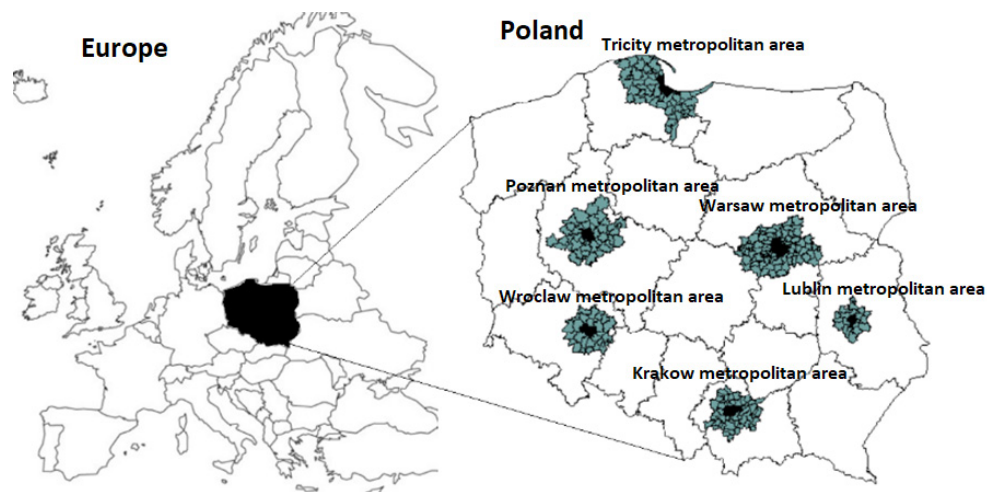 Europe
Poland
Tricity metropolitan area
Poznan metropolitan area
Warsaw metropolitan area
Wroclaw metropolitan area
Lublin metropolitan area
Krakow metropolitan area